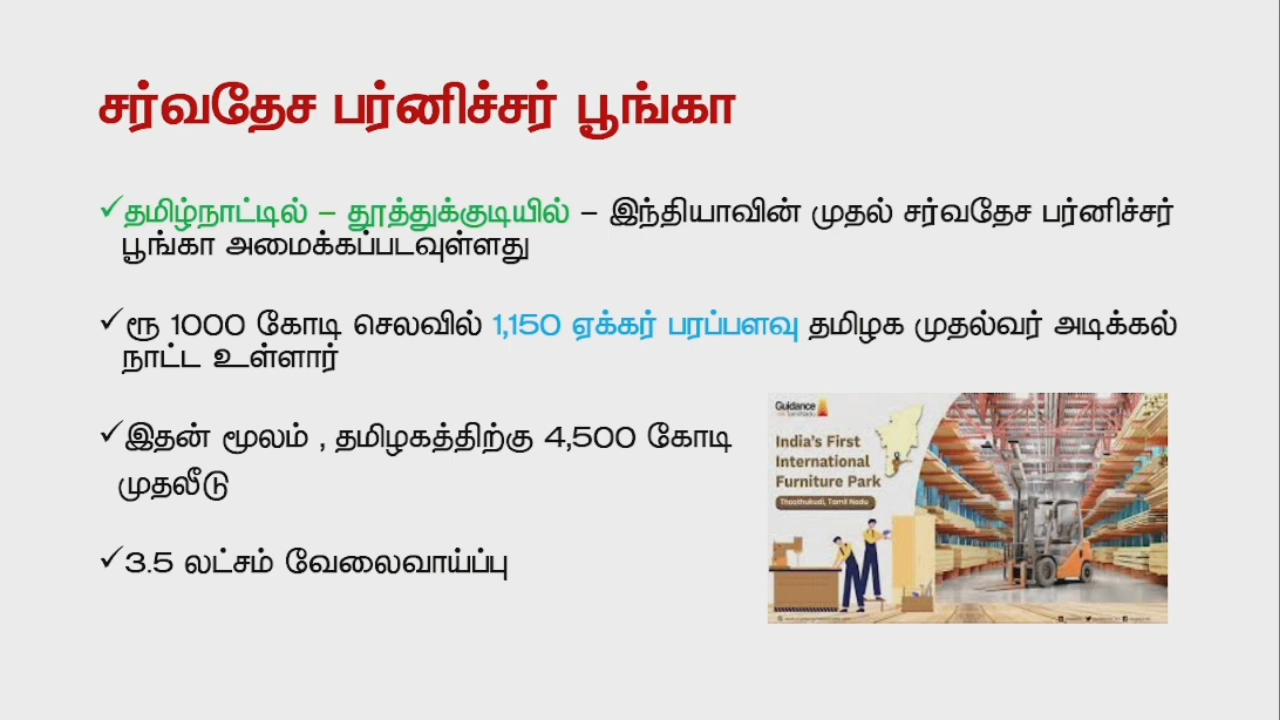 சர்வதேச பர்னிச்சர் பூங்கா
✓தமிழ்நாட்டில் – தூத்துக்குடியில் – இந்தியாவின் முதல் சர்வதேச பர்னிச்சர்
பூங்கா அமைக்கப்படவுள்ளது
✓ரூ 1000 கோடி செலவில் 1,150 ஏக்கர் பரப்பளவு தமிழக முதல்வர் அடிக்கல்
நாட்ட உள்ளார்
✓இதன் மூலம் , தமிழகத்திற்கு 4,500 கோடி
முதலீடு
✓3.5 லட்சம் வேலைவாய்ப்பு
Guidance
India's First
International
Furniture Park
Thoothukudi, Tamil Nadu